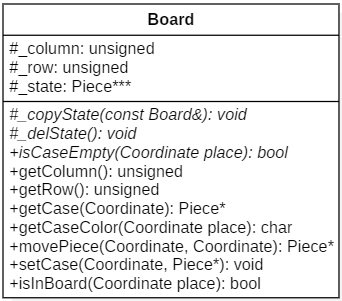 Board
#_column: unsigned
#_row: unsigned
#_state: Piece***
#_copyState(const Board&): void
#_delState(): void
+isCaseEmpty(Coordinate place): bool
+getColumn(): unsigned
+getRow(): unsigned
+getCase(Coordinate): Piece*
+getCaseColor(Coordinate place): char
+movePiece(Coordinate, Coordinate): Piece*
+setCase(Coordinate, Piece*): void
+isInBoard(Coordinate place): bool